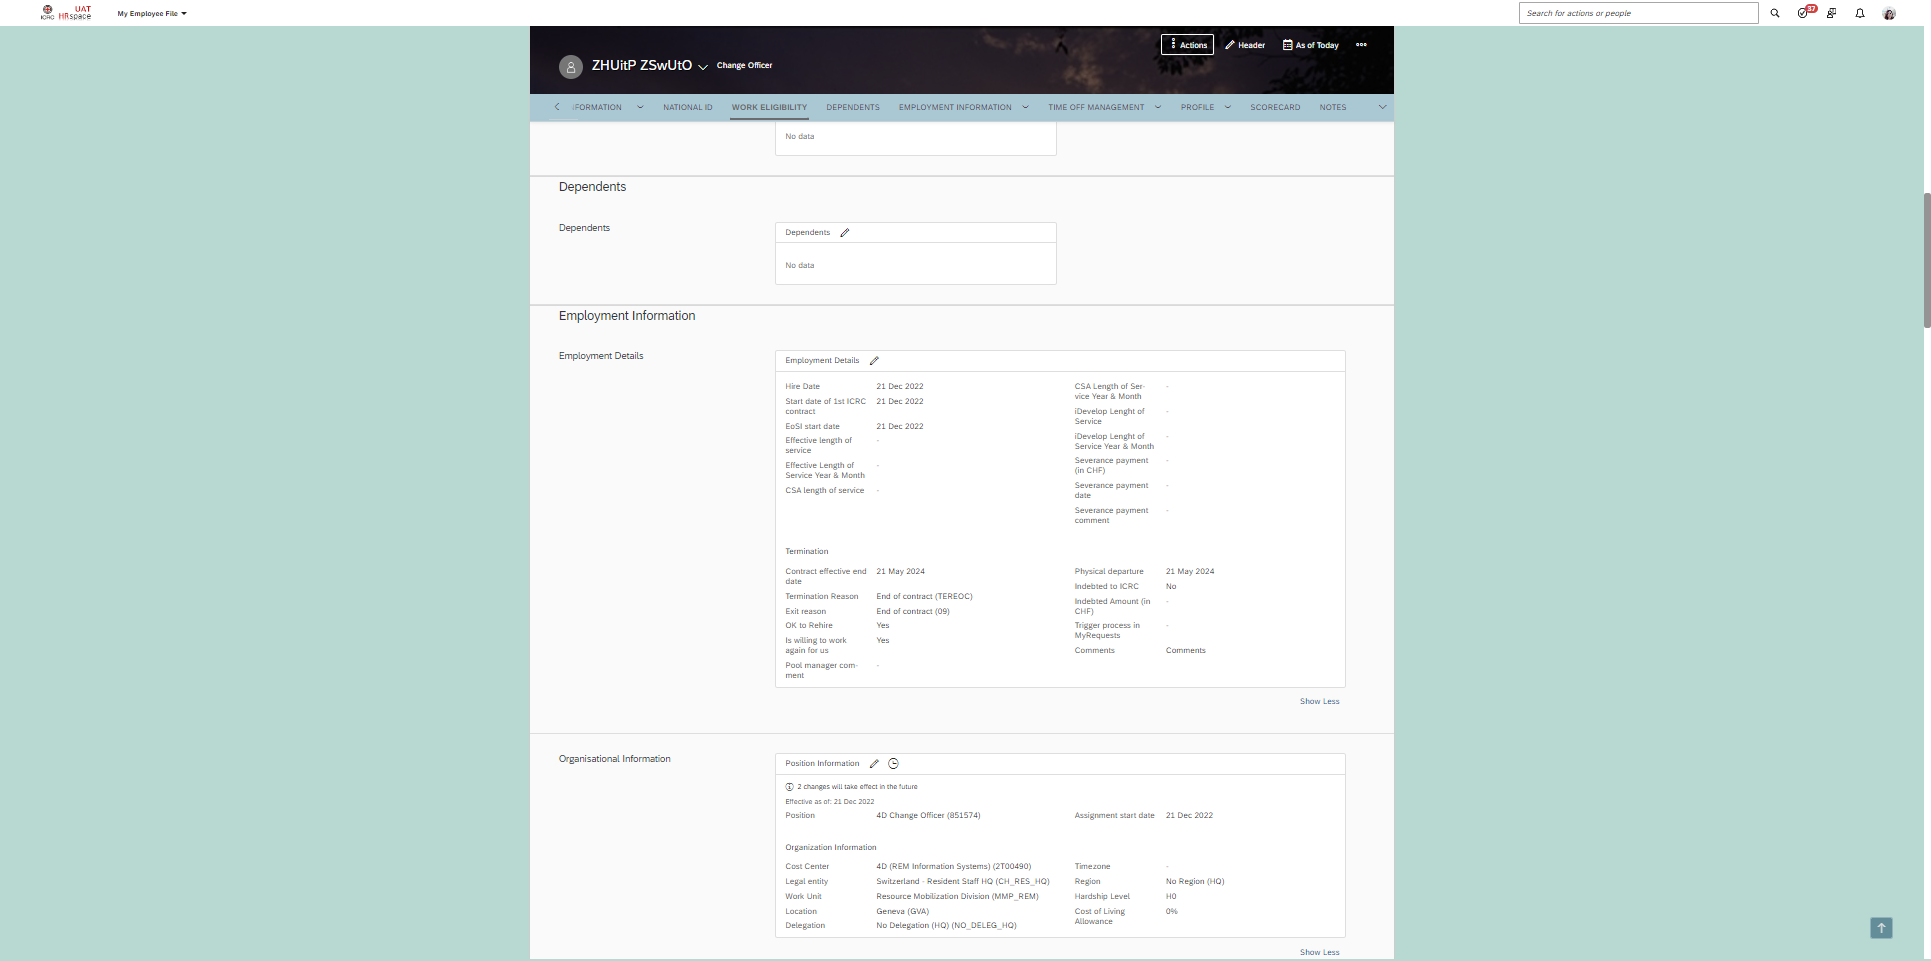 ICRC
UAT
HRspace
My Employee File
Search for actions or people
37
Actions
Header
As of Today
ZHUitP ZSwUtO
Change Officer
FORMATION
NATIONAL ID
WORK ELIGIBILITY
DEPENDENTS
EMPLOYMENT INFORMATION
TIME OFF MANAGEMENT
PROFILE
SCORECARD
NOTES
No data
Dependents
Dependents
Dependents
No data
Employment Information
Employment Details
Employment Details
Hire Date 21 Dec 2022
Start date of 1st ICRC
contract
21 Dec 2022
EoSI start date 21 Dec 2022
Effective length of
service
-
Effective Length of
Service Year & Month
-
CSA length of service -
CSA Length of Ser-
vice Year & Month
-
iDevelop Lenght of
Service
-
iDevelop Lenght of
Service Year & Month
-
Severance payment
(in CHF)
-
Severance payment
date
-
Severance payment
comment
-
Termination
Contract effective end
date
21 May 2024
Termination Reason End of contract (TEREOC)
Exit reason End of contract (09)
OK to Rehire Yes
Is willing to work
again for us
Yes
Pool manager com-
ment
-
Physical departure 21 May 2024
Indebted to ICRC No
Indebted Amount (in
CHF)
-
Trigger process in
MyRequests
-
Comments Comments
Show Less
Organisational Information
Position Information
2 changes will take effect in the future
Effective as of: 21 Dec 2022
Position 4D Change Officer (851574)
Assignment start date 21 Dec 2022
Organization Information
Cost Center 4D (REM Information Systems) (2T00490)
Legal entity Switzerland - Resident Staff HQ (CH_RES_HQ)
Work Unit Resource Mobilization Division (MMP_REM)
Location Geneva (GVA)
Delegation No Delegation (HQ) (NO_DELEG_HQ)
Timezone -
Region No Region (HQ)
Hardship Level H0
Cost of Living
Allowance
0%
Show Less